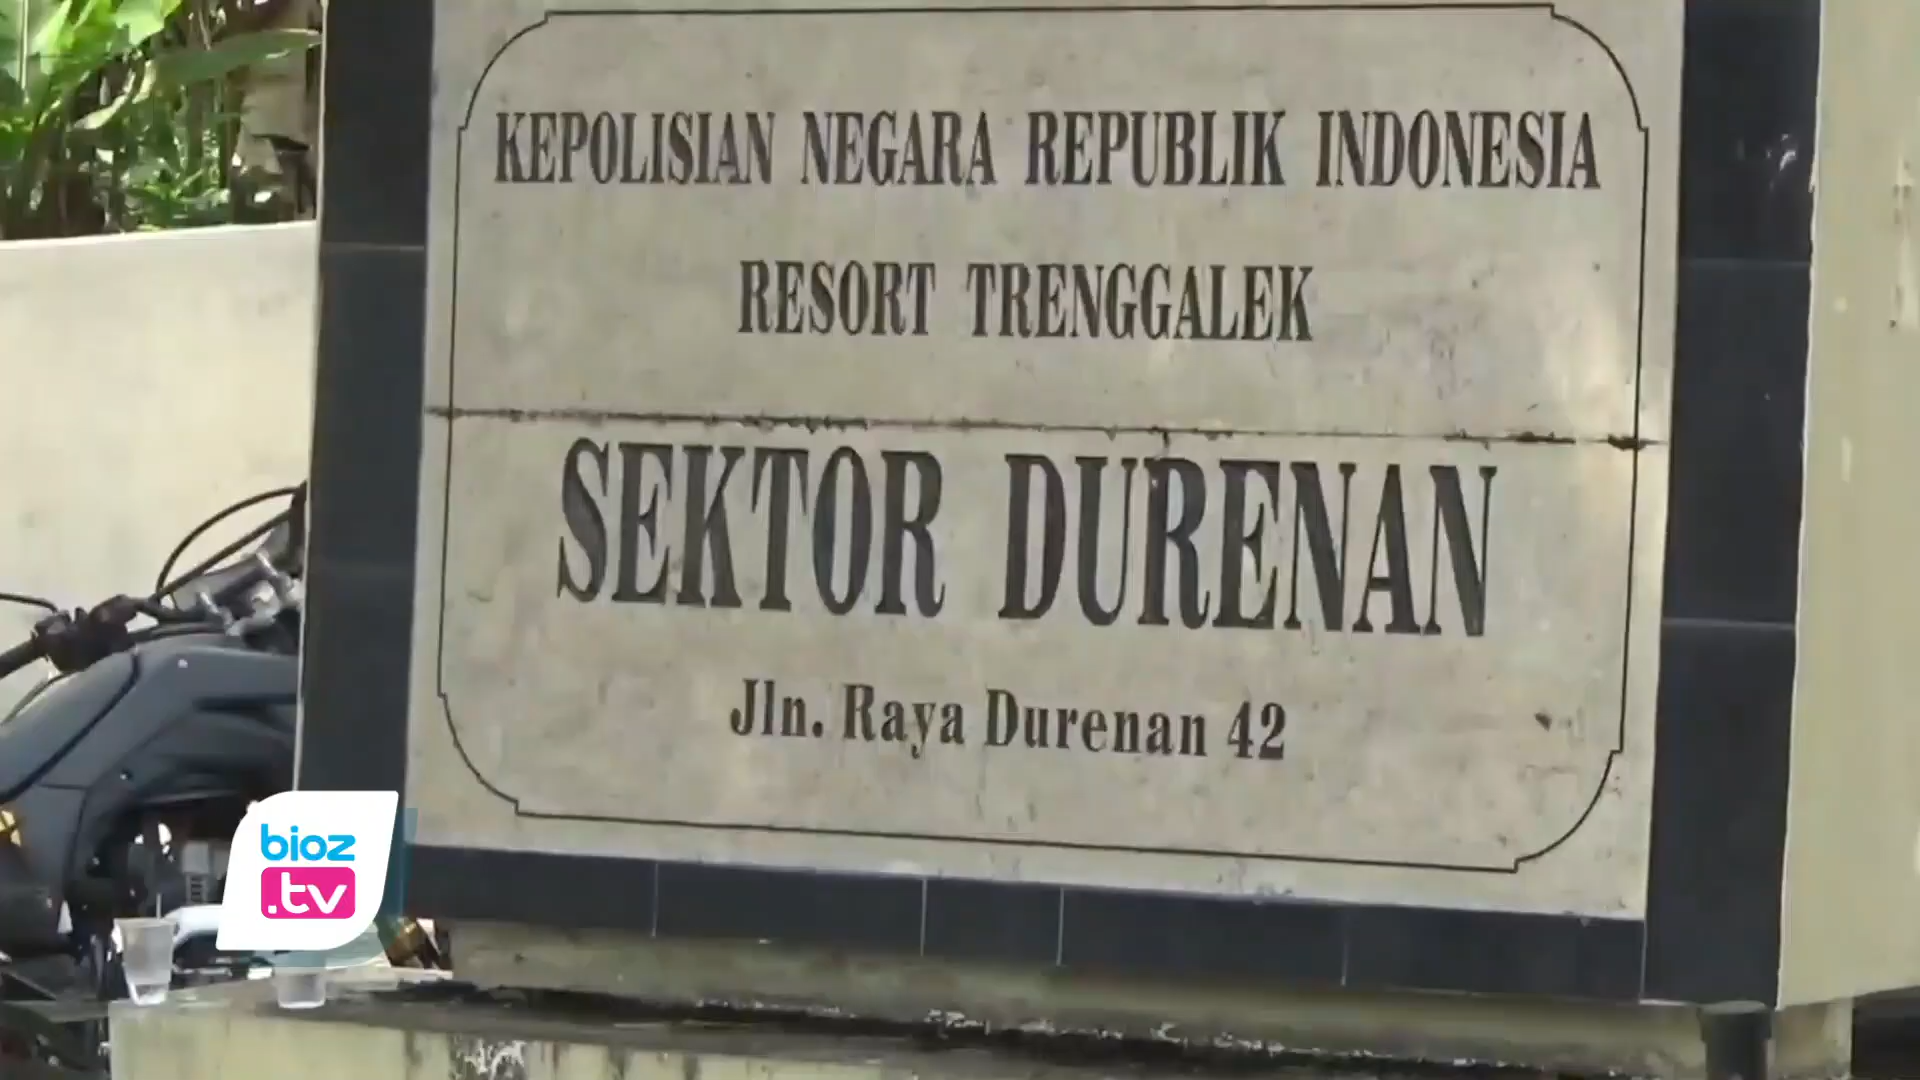 KEPOLISIAN NEGARA REPUBLIK INDONESIA
RESORT TRENGGALEK
SEKTOR DURENAN
Jln. Raya Durenan 42
bioz
.tv